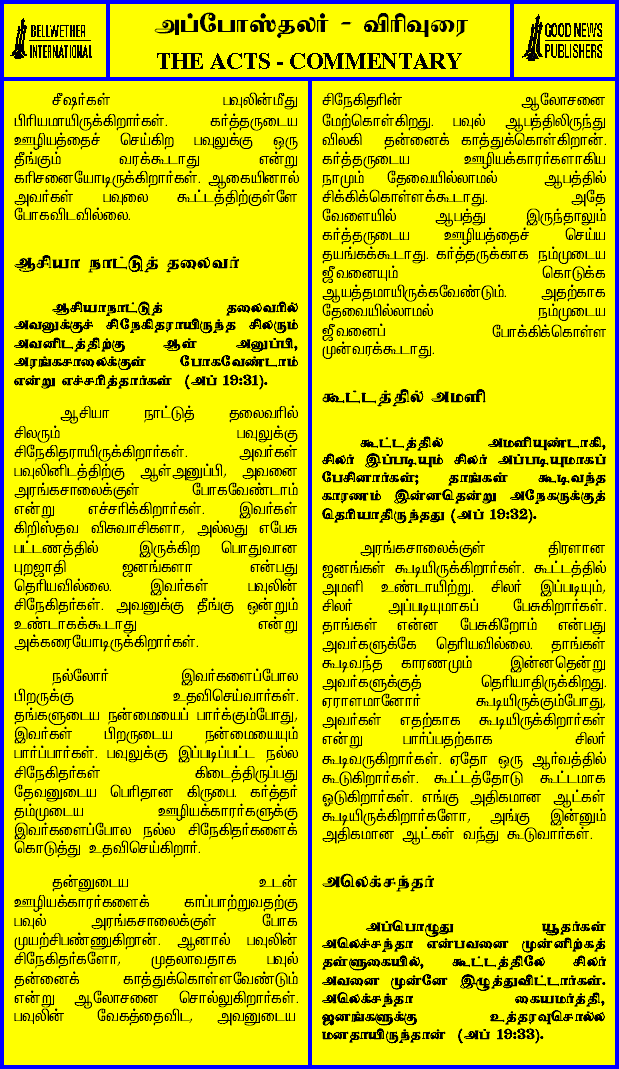 BELLWETHER
INTERNATIONAL
அப்போஸ்தலர் - விரிவுரை
THE ACTS - COMMENTARY
GOOD NEWS
PUBLISHERS
சீஷர்கள் பவுலின்மீது
பிரியமாயிருக்கிறார்கள். கர்த்தருடைய
ஊழியத்தைச் செய்கிற பவுலுக்கு ஒரு
தீங்கும் வரக்கூடாது என்று
கரிசனையோடிருக்கிறார்கள். ஆகையினால்
அவர்கள் பவுலை கூட்டத்திற்குள்ளே
போகவிடவில்லை.
ஆசியா நாட்டுத் தலைவர்
ஆசியாநாட்டுத் தலைவரில்
அவனுக்குச் சிநேகிதராயிருந்த சிலரும்
அவனிடத்திற்கு ஆள் அனுப்பி,
அரங்கசாலைக்குள் போகவேண்டாம்
என்று எச்சரித்தார்கள் (அப் 19:31).
ஆசியா நாட்டுத் தலைவரில்
சிலரும் பவுலுக்கு
சிநேகிதராயிருக்கிறார்கள். அவர்கள்
பவுலினிடத்திற்கு ஆள்அனுப்பி, அவனை
அரங்கசாலைக்குள் போகவேண்டாம்
என்று எச்சரிக்கிறார்கள். இவர்கள்
கிறிஸ்தவ விசுவாசிகளா, அல்லது எபேசு
பட்டணத்தில் இருக்கிற பொதுவான
புறஜாதி ஜனங்களா என்பது
தெரியவில்லை. இவர்கள் பவுலின்
சிநேகிதர்கள். அவனுக்கு தீங்கு ஒன்றும்
உண்டாகக்கூடாது என்று
அக்கரையோடிருக்கிறார்கள்.
நல்லோர் இவர்களைப்போல
பிறருக்கு உதவிசெய்வார்கள்.
தங்களுடைய நன்மையைப் பார்க்கும்போது,
இவர்கள் பிறருடைய நன்மையையும்
பார்ப்பார்கள். பவுலுக்கு இப்படிப்பட்ட நல்ல
சிநேகிதர்கள் கிடைத்திருப்பது
தேவனுடைய பெரிதான கிருபை. கர்த்தர்
தம்முடைய ஊழியக்காரர்களுக்கு
இவர்களைப்போல நல்ல சிநேகிதர்களைக்
கொடுத்து உதவிசெய்கிறார்.
தன்னுடைய உடன்
ஊழியக்காரர்களைக் காப்பாற்றுவதற்கு
பவுல் அரங்கசாலைக்குள் போக
முயற்சிபண்ணுகிறான். ஆனால் பவுலின்
சிநேகிதர்களோ, முதலாவதாக பவுல்
தன்னைக் காத்துக்கொள்ளவேண்டும்
என்று ஆலோசனை சொல்லுகிறார்கள்.
பவுலின் வேகத்தைவிட, அவனுடைய
சிநேகிதரின் ஆலோசனை
மேற்கொள்கிறது. பவுல் ஆபத்திலிருந்து
விலகி தன்னைக் காத்துக்கொள்கிறான்.
கர்த்தருடைய ஊழியக்காரர்களாகிய
நாமும் தேவையில்லாமல் ஆபத்தில்
சிக்கிக்கொள்ளக்கூடாது. அதே
வேளையில் ஆபத்து இருந்தாலும்
கர்த்தருடைய ஊழியத்தைச் செய்ய
தயங்கக்கூடாது. கர்த்தருக்காக நம்முடைய
ஜீவனையும் கொடுக்க
ஆயத்தமாயிருக்கவேண்டும். அதற்காக
தேவையில்லாமல் நம்முடைய
ஜீவனைப் போக்கிக்கொள்ள
முன்வரக்கூடாது.
கூட்டத்தில் அமளி
கூட்டத்தில் அமளியுண்டாகி,
சிலர் இப்படியும் சிலர் அப்படியுமாகப்
பேசினார்கள்; தாங்கள் கூடிவந்த
காரணம் இன்னதென்று அநேகருக்குத்
தெரியாதிருந்தது (அப் 19:32).
அரங்கசாலைக்குள் திரளான
ஜனங்கள் கூடியிருக்கிறார்கள். கூட்டத்தில்
அமளி உண்டாயிற்று. சிலர் இப்படியும்,
சிலர் அப்படியுமாகப் பேசுகிறார்கள்.
தாங்கள் என்ன பேசுகிறோம் என்பது
அவர்களுக்கே தெரியவில்லை. தாங்கள்
கூடிவந்த காரணமும் இன்னதென்று
அவர்களுக்குத் தெரியாதிருக்கிறது.
ஏராளமானோர் கூடியிருக்கும்போது,
அவர்கள் எதற்காக கூடியிருக்கிறார்கள்
என்று பார்ப்பதற்காக சிலர்
கூடிவருகிறார்கள். ஏதோ ஒரு ஆர்வத்தில்
கூடுகிறார்கள். கூட்டத்தோடு கூட்டமாக
ஓடுகிறார்கள். எங்கு அதிகமான ஆட்கள்
கூடியிருக்கிறார்களோ, அங்கு இன்னும்
அதிகமான ஆட்கள் வந்து கூடுவார்கள்.
அலெக்சந்தர்
அப்பொழுது யூதர்கள்
அலெச்சந்தா என்பவனை முன்னிற்கத்
தள்ளுகையில், கூட்டத்திலே சிலர்
அவனை முன்னே இழுத்துவிட்டார்கள்.
அலெக்சந்தர் கையமர்த்தி,
ஜனங்களுக்கு உத்தரவுசொல்ல
மனதாயிருந்தான் (அப் 19:33).